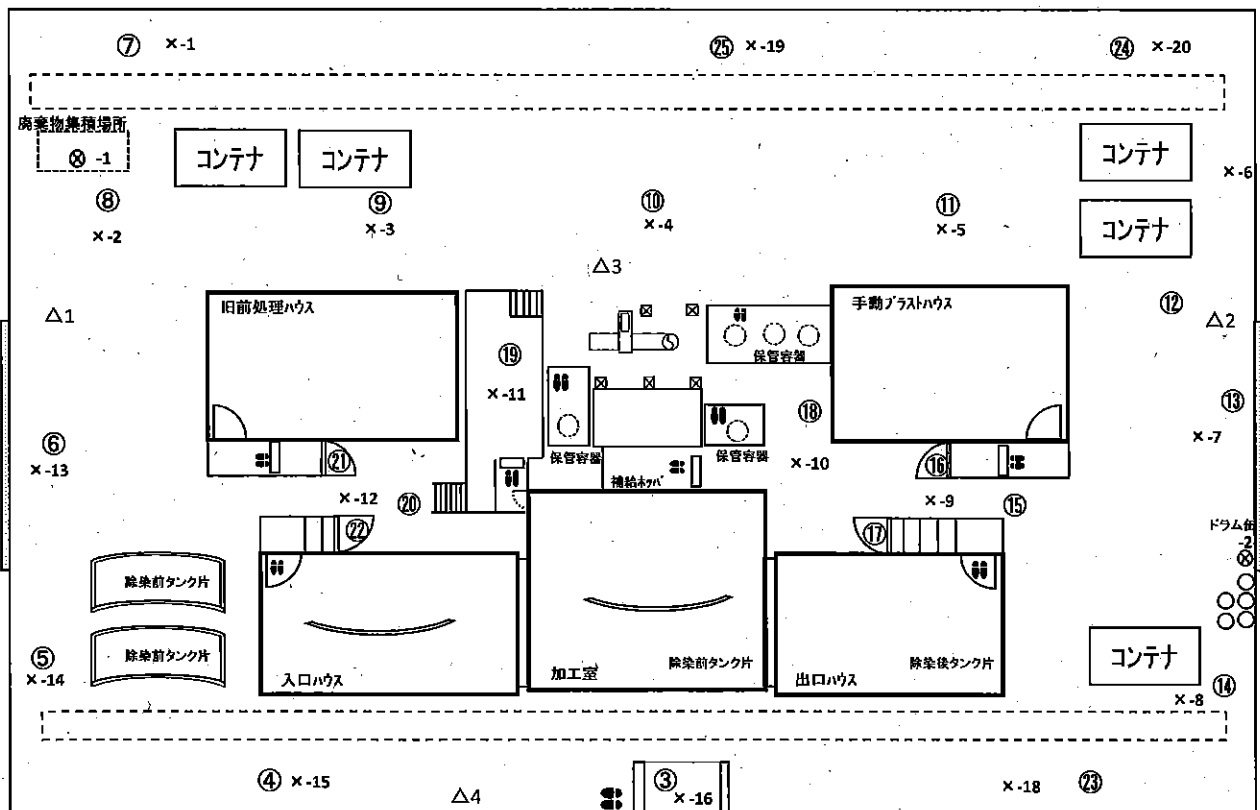 ⑦ ×-1 ㉕ ×-19 ㉔ ×-20
廃棄物集積場所
⊗ -1 コンテナ コンテナ コンテナ ×-6
⑧ ⑨ ⑩ ⑪ コンテナ
×-2 ×-3 ×-4 ×-5
△3
△1 旧前処理ハウス 手動ブラストハウス ⑫ △2
⑲ 保管容器
×-11 ⑱ ⑬
⑥ ×-7
×-13 ㉑ 保管容器 保管容器 ×-10 ⑯
補給ホッパ
×-12 ⑳ ×-9 ⑮
㉒ ⑰ ドラム缶
-2
⊗
除染前タンク片
⑤ 除染前タンク片 除染前タンク片 除染後タンク片 コンテナ
×-14 入口ハウス 加工室 出口ハウス ⑭
×-8
④ ×-15 ③ ×-18 ㉓
△4 ×-16